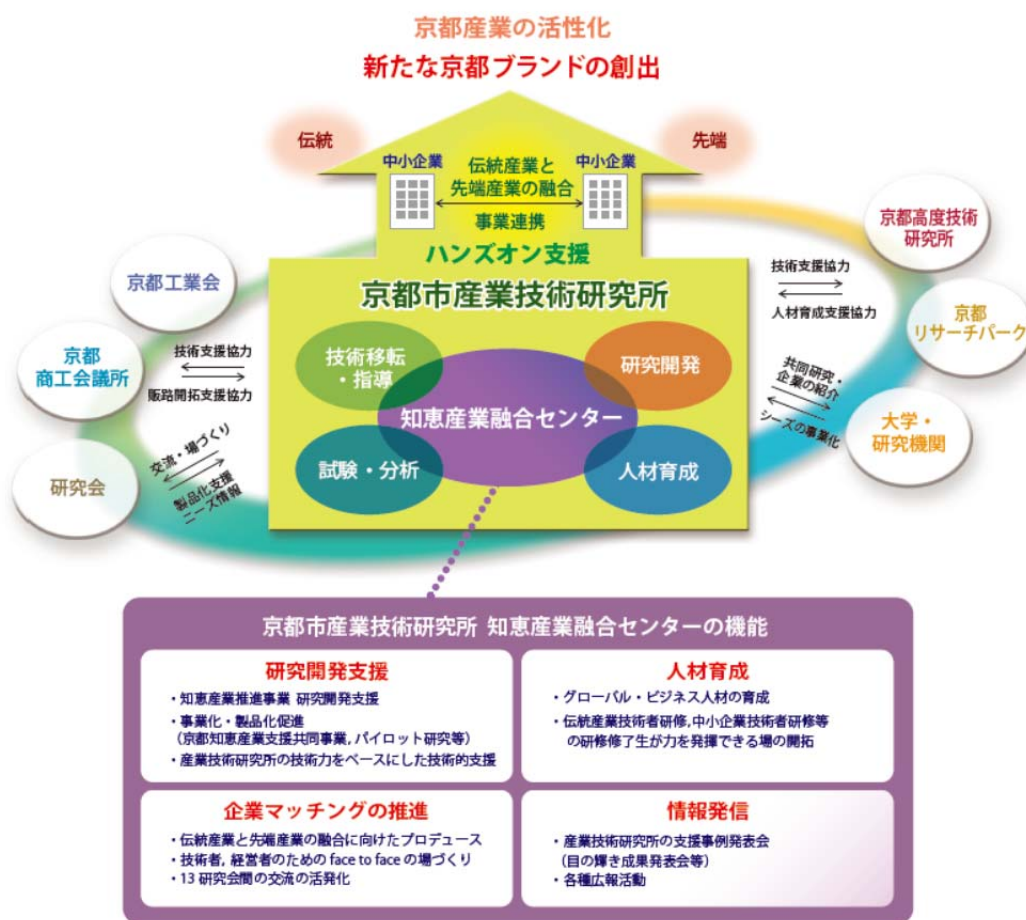 京都産業の活性化
新たな京都ブランドの創出
伝統
先端
中小企業
中小企業
伝統産業と
先端産業の融合
事業連携
ハンズオン支援
京都市産業技術研究所
技術移転
・指導
研究開発
知恵産業融合センター
試験・分析
人材育成
京都工業会
京都
商工会議所
研究会
技術支援協力
販路開拓支援協力
交流・場づくり
製品化支援
ニーズ情報
京都高度技術
研究所
京都
リサーチパーク
大学・
研究機関
技術支援協力
人材育成支援協力
共同研究・
企業の紹介
シーズの事業化
京都市産業技術研究所 知恵産業融合センターの機能
研究開発支援
・知恵産業推進事業 研究開発支援
・事業化・製品化促進
(京都知恵産業支援共同事業,パイロット研究等)
・産業技術研究所の技術力をベースにした技術的支援
人材育成
・グローバル・ビジネス人材の育成
・伝統産業技術者研修,中小企業技術者研修等
の研修修了生が力を発揮できる場の開拓
企業マッチングの推進
・伝統産業と先端産業の融合に向けたプロデュース
・技術者,経営者のための face to face の場づくり
・13 研究会間の交流の活発化
情報発信
・産業技術研究所の支援事例発表会
(目の輝き成果発表会等)
・各種広報活動